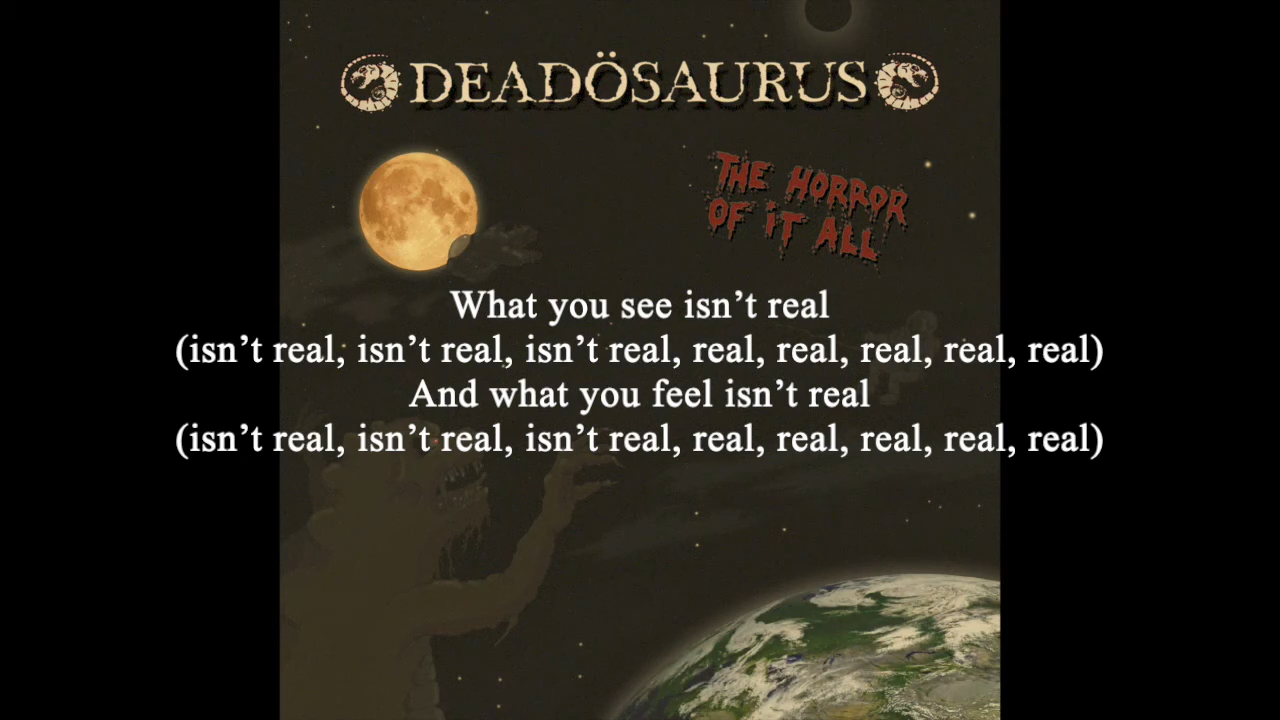 DEADÖSAURUS
THE HORROR
OF iT ALL
What you see isn’t real
(isn’t real, isn’t real, isn’t real, real, real, real, real, real)
And what you feel isn’t real
(isn’t real, isn’t real, isn’t real, real, real, real, real, real)